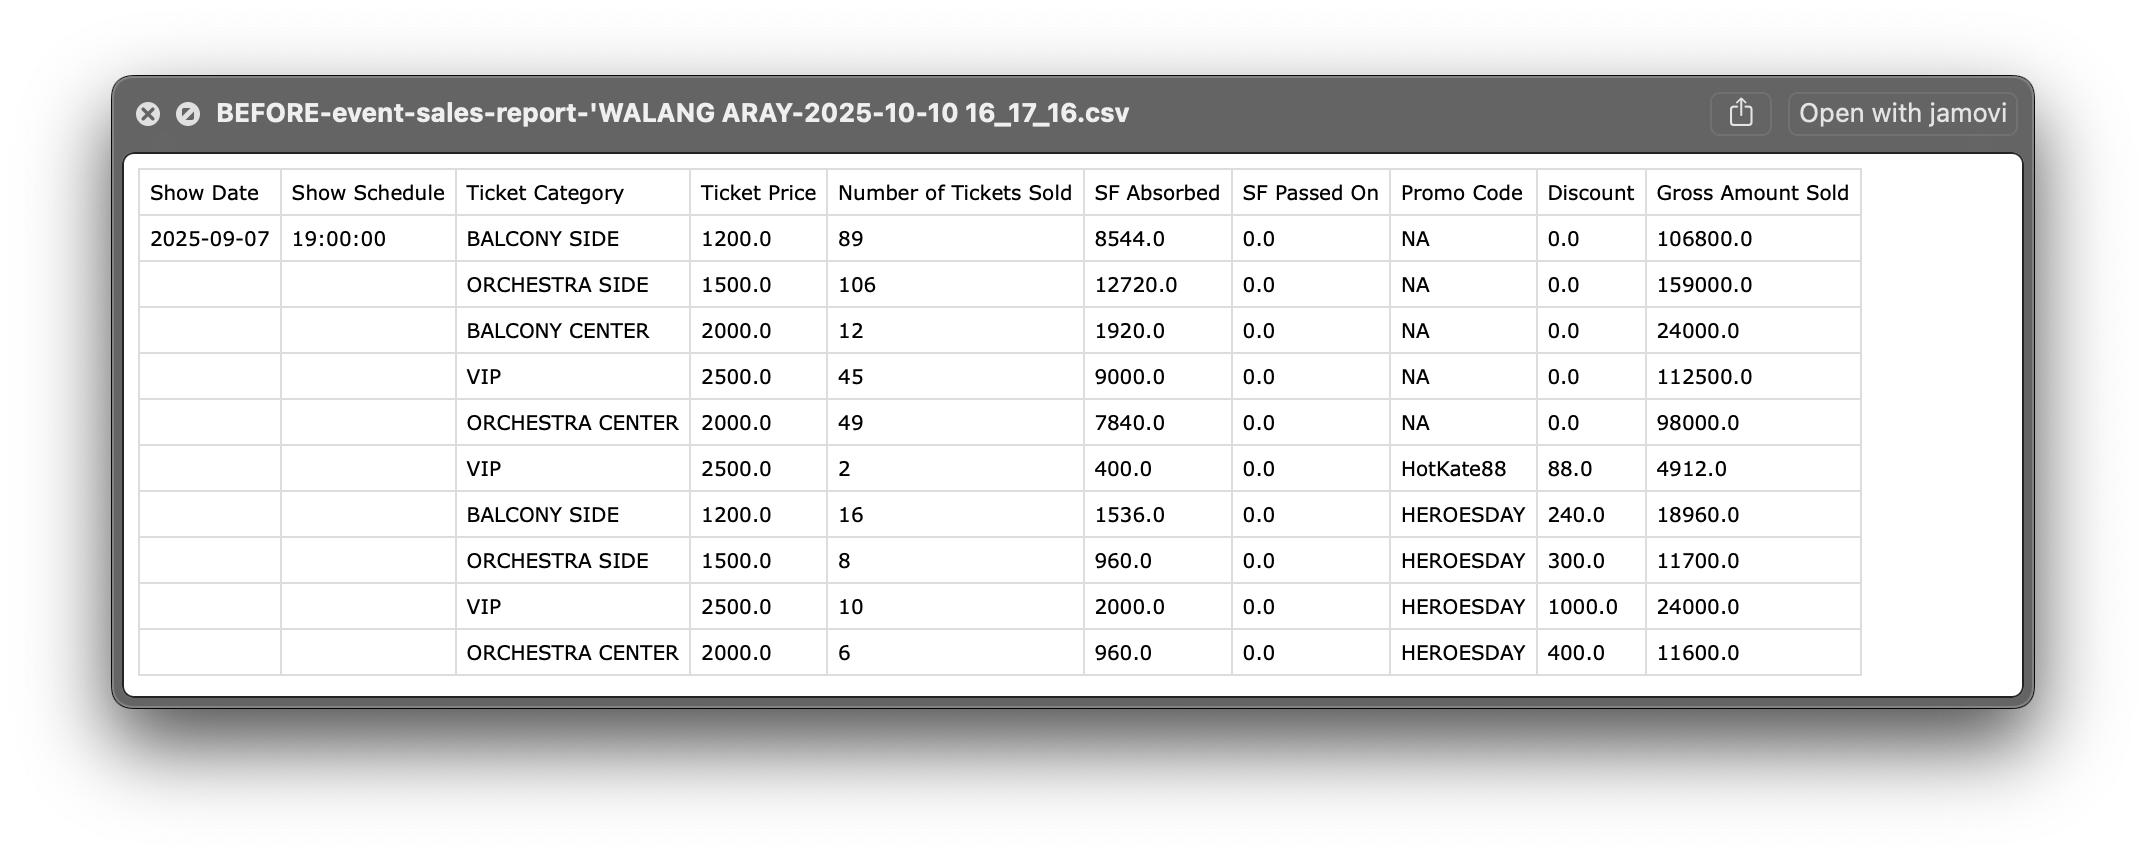 BEFORE-event-sales-report-'WALANG ARAY-2025-10-10 16_17_16.csv
Open with jamovi
Show Date Show Schedule Ticket Category Ticket Price Number of Tickets Sold SF Absorbed SF Passed On Promo Code Discount Gross Amount Sold
2025-09-07 19:00:00 BALCONY SIDE 1200.0 89 8544.0 0.0 NA 0.0 106800.0
ORCHESTRA SIDE 1500.0 106 12720.0 0.0 NA 0.0 159000.0
BALCONY CENTER 2000.0 12 1920.0 0.0 NA 0.0 24000.0
VIP 2500.0 45 9000.0 0.0 NA 0.0 112500.0
ORCHESTRA CENTER 2000.0 49 7840.0 0.0 NA 0.0 98000.0
VIP 2500.0 2 400.0 0.0 HotKate88 88.0 4912.0
BALCONY SIDE 1200.0 16 1536.0 0.0 HEROESDAY 240.0 18960.0
ORCHESTRA SIDE 1500.0 8 960.0 0.0 HEROESDAY 300.0 11700.0
VIP 2500.0 10 2000.0 0.0 HEROESDAY 1000.0 24000.0
ORCHESTRA CENTER 2000.0 6 960.0 0.0 HEROESDAY 400.0 11600.0